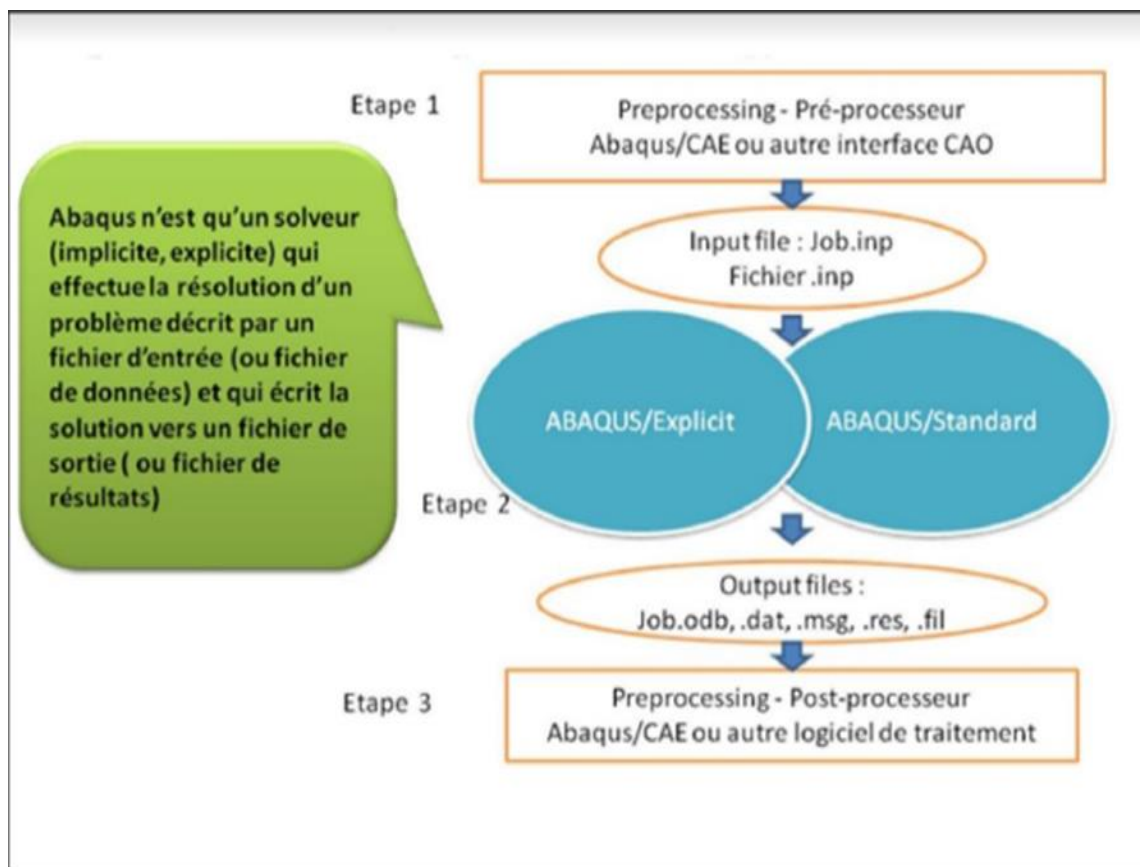 Etape 1
Preprocessing - Pré-processeur
Abaqus/CAE ou autre interface CAO
Abaqus n'est qu'un solveur
(implicite, explicite) qui
effectue la résolution d'un
problème décrit par un
fichier d'entrée (ou fichier
de données) et qui écrit la
solution vers un fichier de
sortie ( ou fichier de
résultats)
Input file : Job.inp
Fichier .inp
ABAQUS/Explicit
ABAQUS/Standard
Etape 2
Output files :
Job.odb, .dat, .msg, .res, .fil
Etape 3
Preprocessing - Post-processeur
Abaqus/CAE ou autre logiciel de traitement